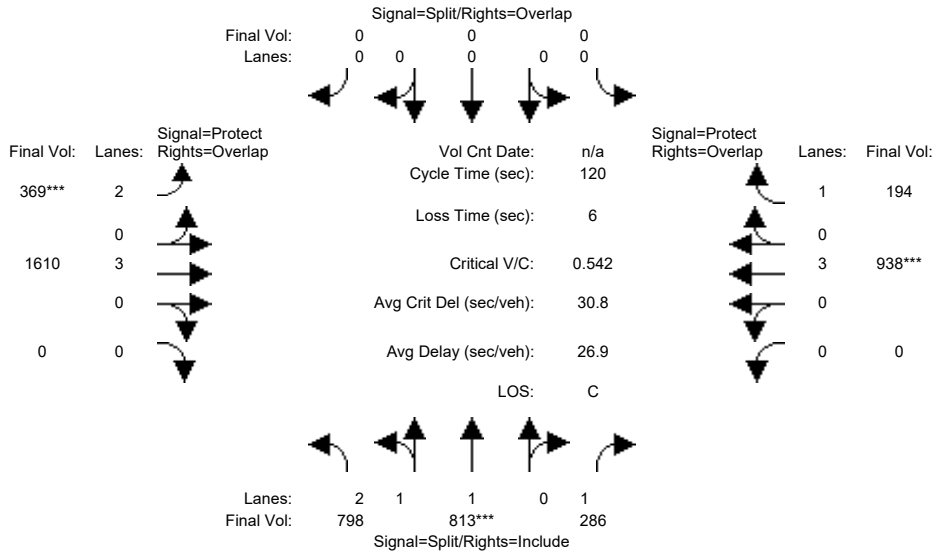 Signal=Split/Rights=Overlap
Final Vol: 0 0 0
Lanes: 0 0 0 0 0
Signal=Protect Signal=Protect
Final Vol: Lanes: Rights=Overlap Vol Cnt Date: n/a Rights=Overlap Lanes: Final Vol:
Cycle Time (sec): 120
369*** 2 1 194
Loss Time (sec): 6
0 0
1610 3 Critical V/C: 0.542 3 938***
0 Avg Crit Del (sec/veh): 30.8 0
0 0 Avg Delay (sec/veh): 26.9 0 0
LOS: C
Lanes: 2 1 1 0 1
Final Vol: 798 813*** 286
Signal=Split/Rights=Include